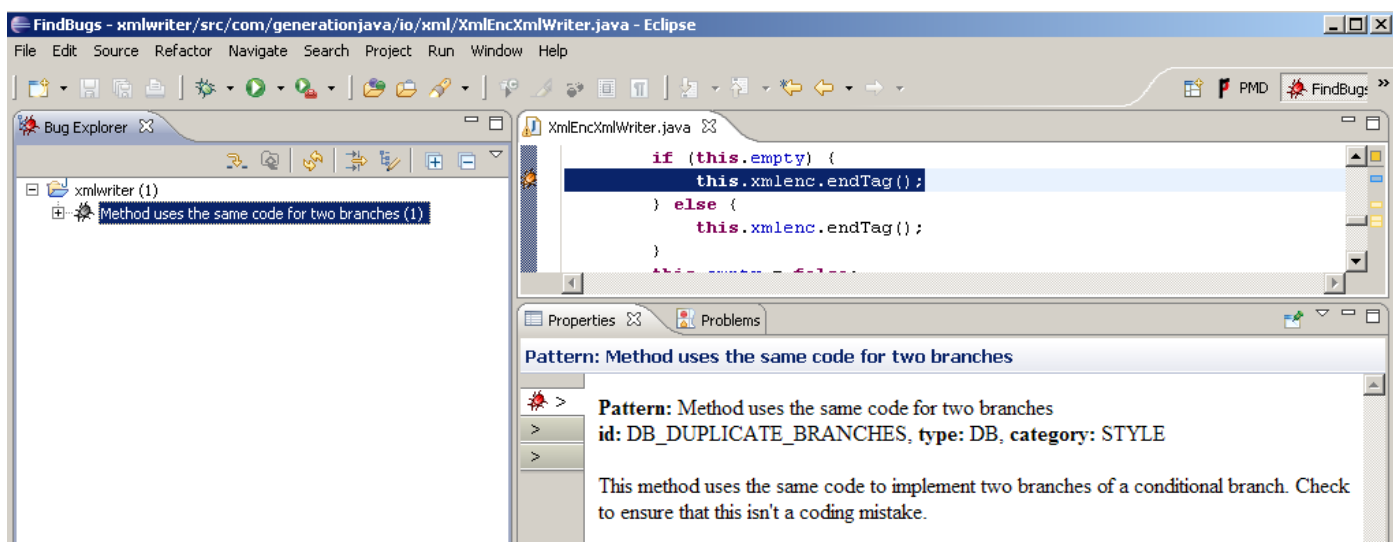 FindBugs - xmlwriter/src/com/generationjava/io/xml/XmlEncXmlWriter.java - Eclipse
File Edit Source Refactor Navigate Search Project Run Window Help
PMD FindBugs
Bug Explorer
xmlwriter (1)
Method uses the same code for two branches (1)
XmlEncXmlWriter.java
if (this.empty) {
this.xmlenc.endTag();
} else {
this.xmlenc.endTag();
}
this.empty = false;
Properties Problems
Pattern: Method uses the same code for two branches
Pattern: Method uses the same code for two branches
id: DB_DUPLICATE_BRANCHES, type: DB, category: STYLE
This method uses the same code to implement two branches of a conditional branch. Check
to ensure that this isn't a coding mistake.